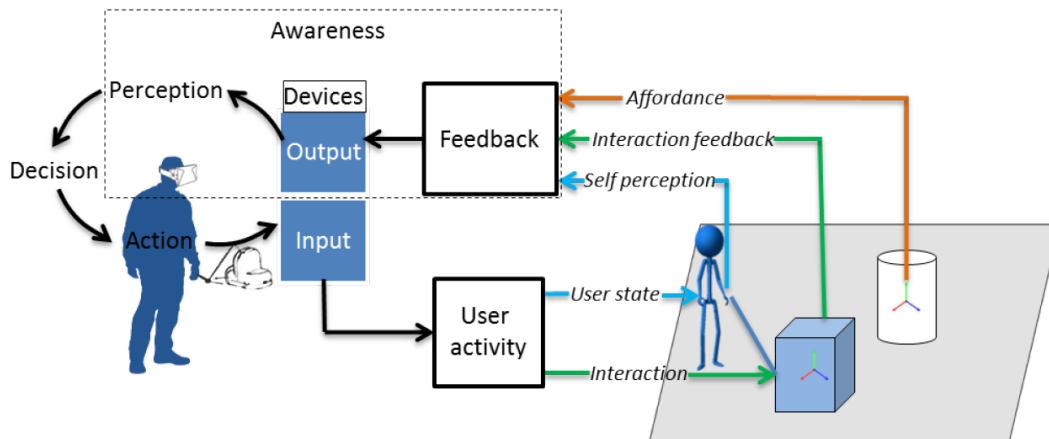 Awareness
Perception
Devices
Output
Feedback
Affordance
Interaction feedback
Self perception
Decision
Action
Input
User
activity
User state
Interaction